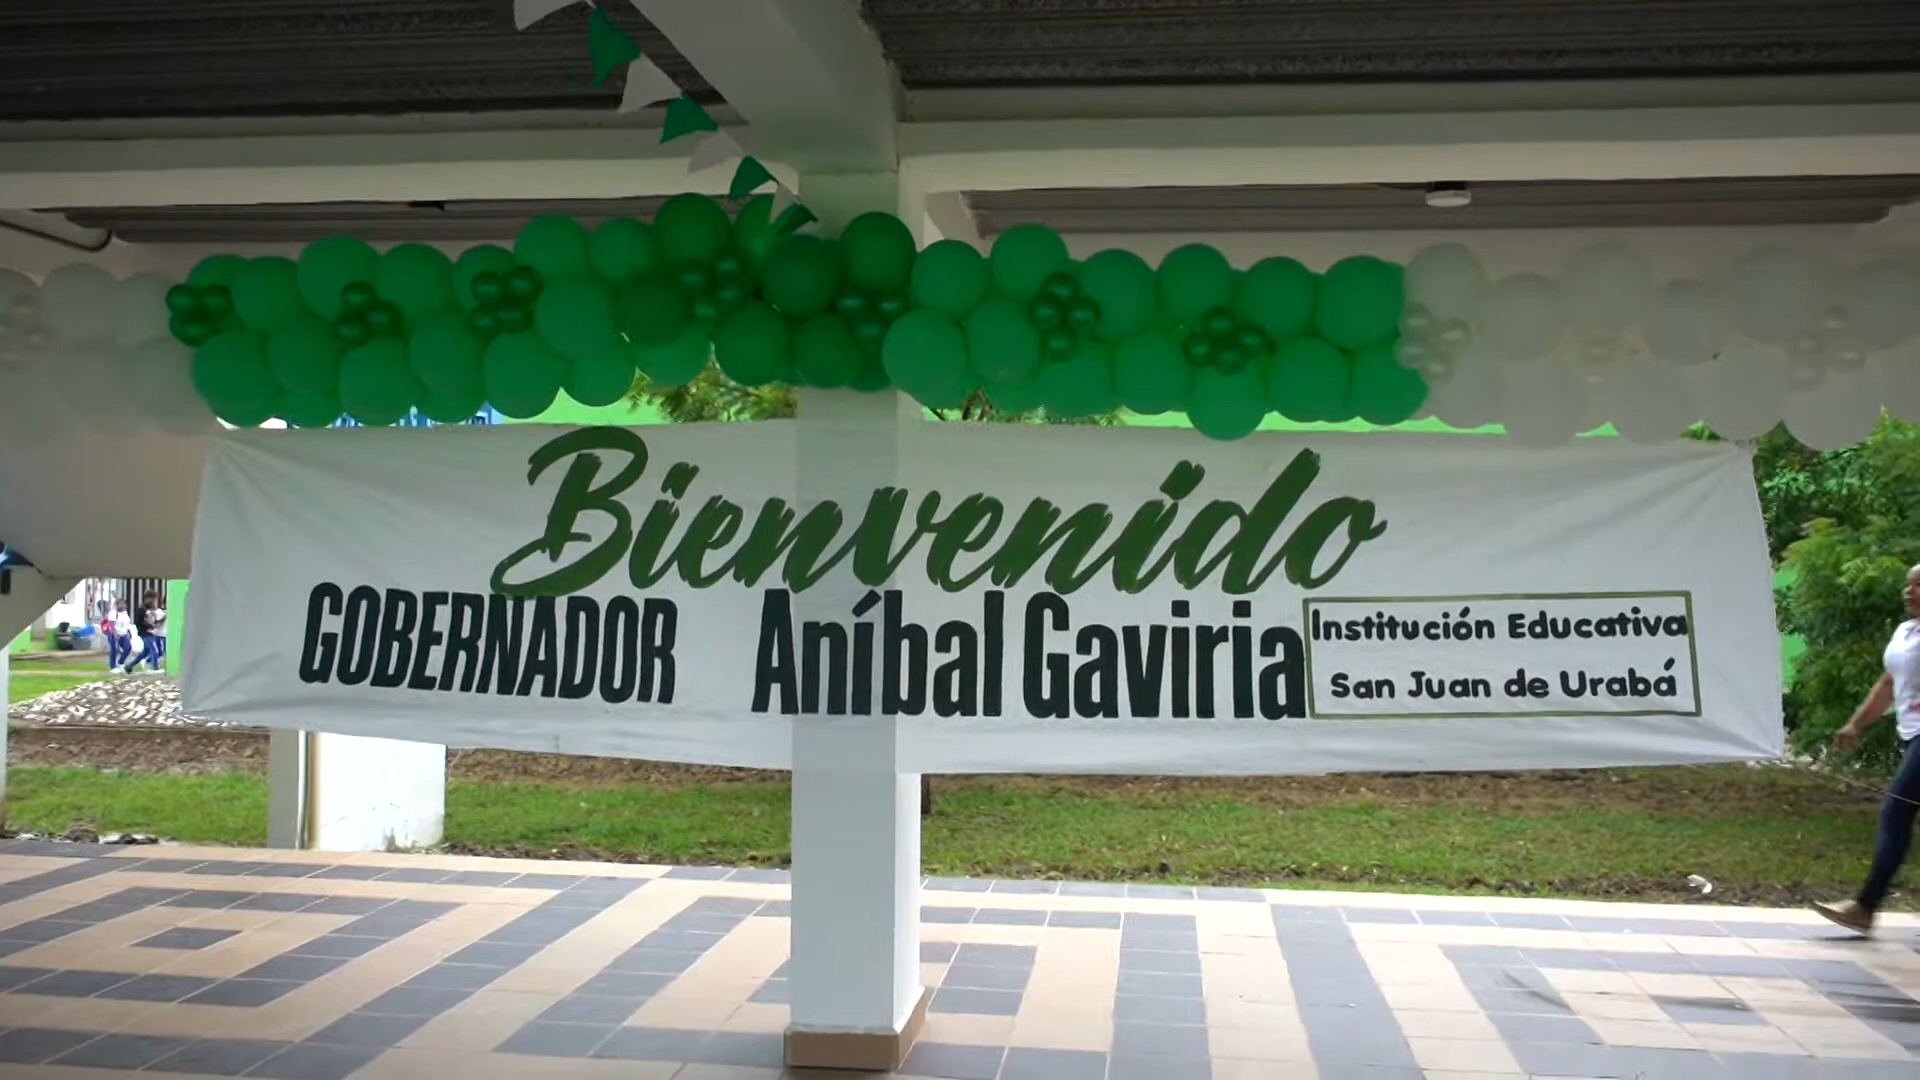 Bienvenido
GOBERNADOR Aníbal Gaviria
Institución Educativa
San Juan de Urabá